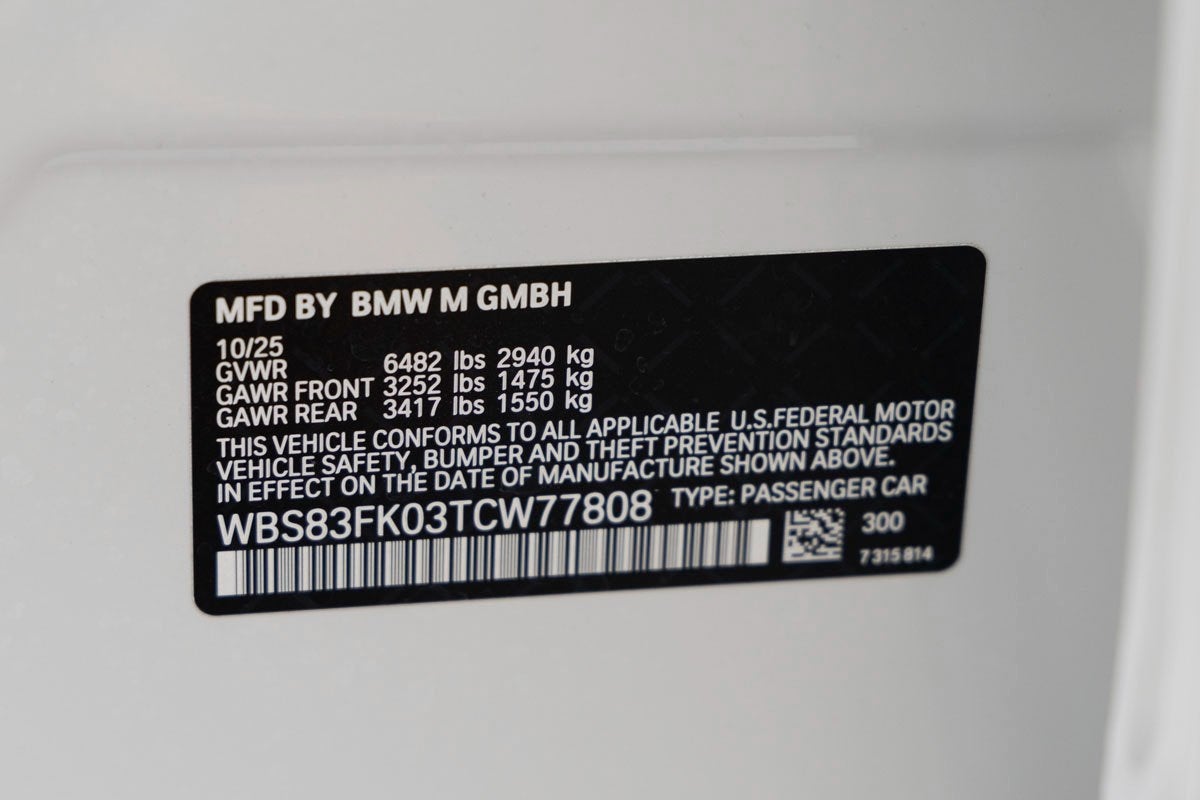 MFD BY BMW M GMBH
10/25
GVWR 6482 lbs 2940 kg
GAWR FRONT 3252 lbs 1475 kg
GAWR REAR 3417 lbs 1550 kg
THIS VEHICLE CONFORMS TO ALL APPLICABLE U.S.FEDERAL MOTOR
VEHICLE SAFETY, BUMPER AND THEFT PREVENTION STANDARDS
IN EFFECT ON THE DATE OF MANUFACTURE SHOWN ABOVE.
WBS83FK03TCW77808 TYPE: PASSENGER CAR
300
7 315 814